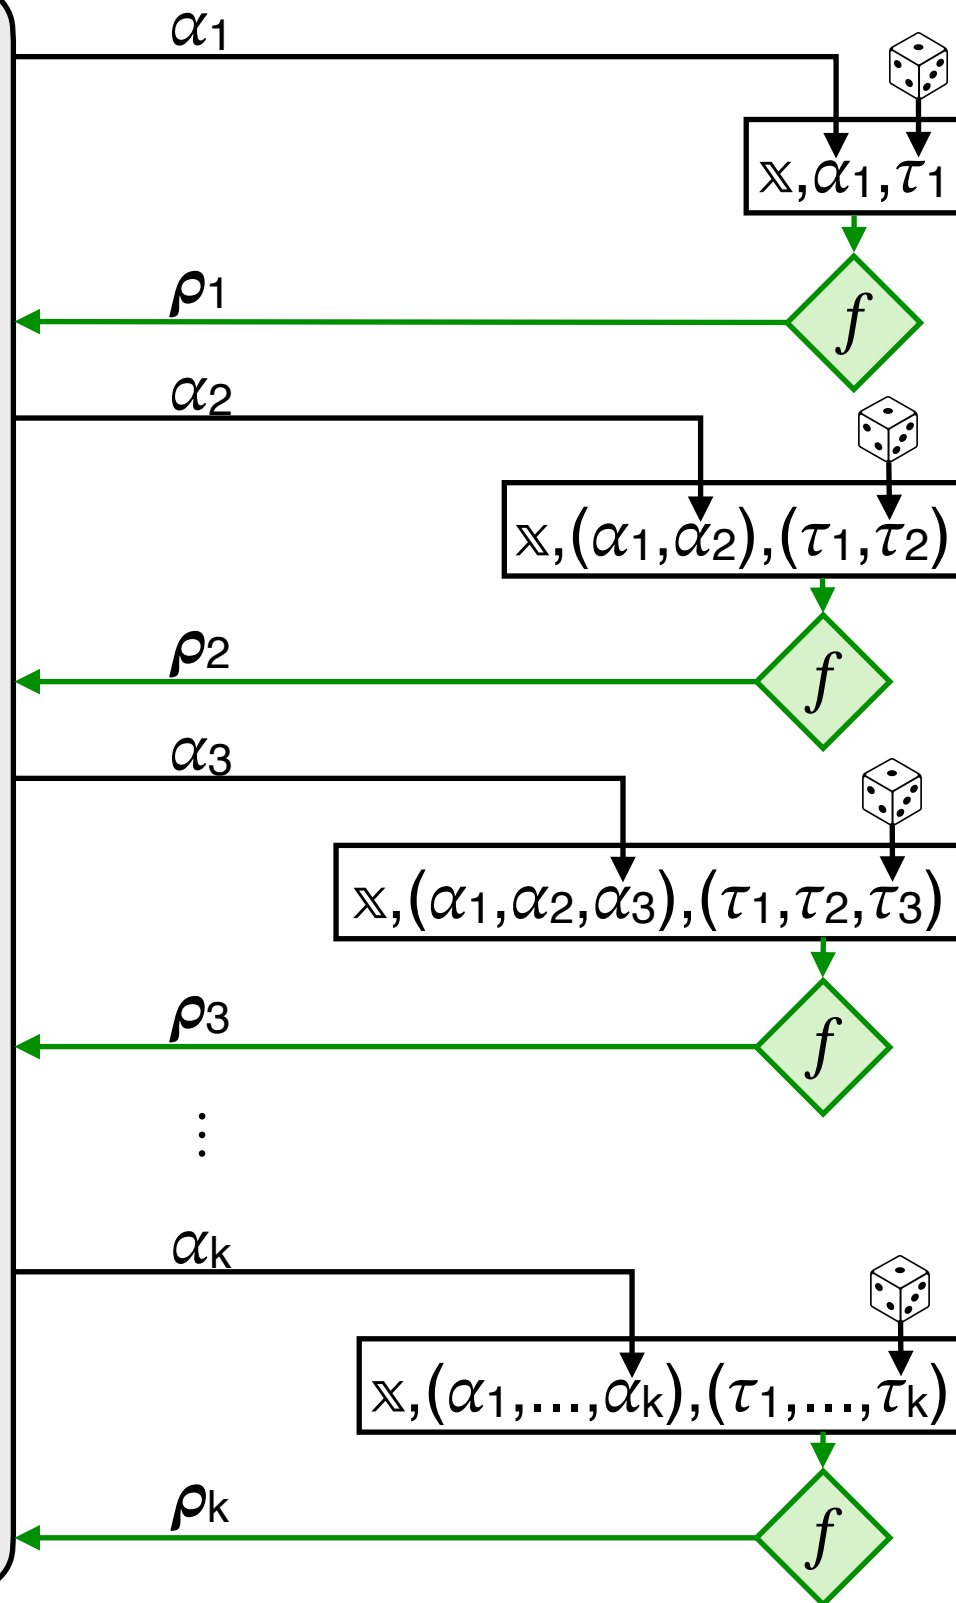 α1
𝕩,α1,τ1
ρ1
f
α2
𝕩,(α1,α2),(τ1,τ2)
ρ2
f
α3
𝕩,(α1,α2,α3),(τ1,τ2,τ3)
ρ3
f
⋮
αk
𝕩,(α1,...,αk),(τ1,...,τk)
ρk
f